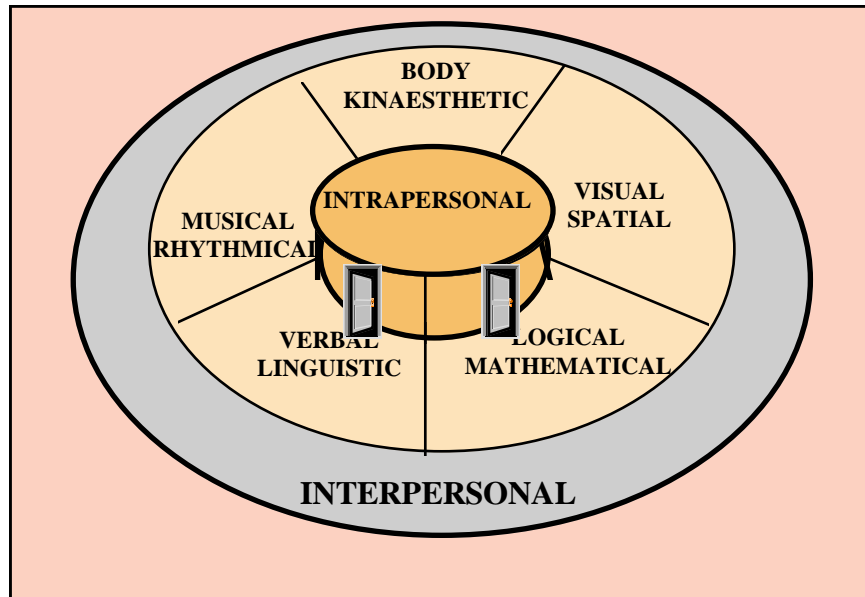 BODY
KINAESTHETIC
INTRAPERSONAL
VISUAL
SPATIAL
MUSICAL
RHYTHMICAL
VERBAL
LINGUISTIC
LOGICAL
MATHEMATICAL
INTERPERSONAL